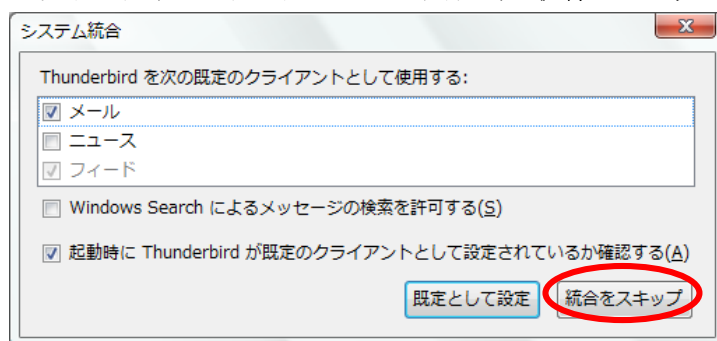 システム統合
Thunderbird を次の既定のクライアントとして使用する:
メール
ニュース
フィード
Windows Search によるメッセージの検索を許可する(S)
起動時に Thunderbird が既定のクライアントとして設定されているか確認する(A)
既定として設定 統合をスキップ